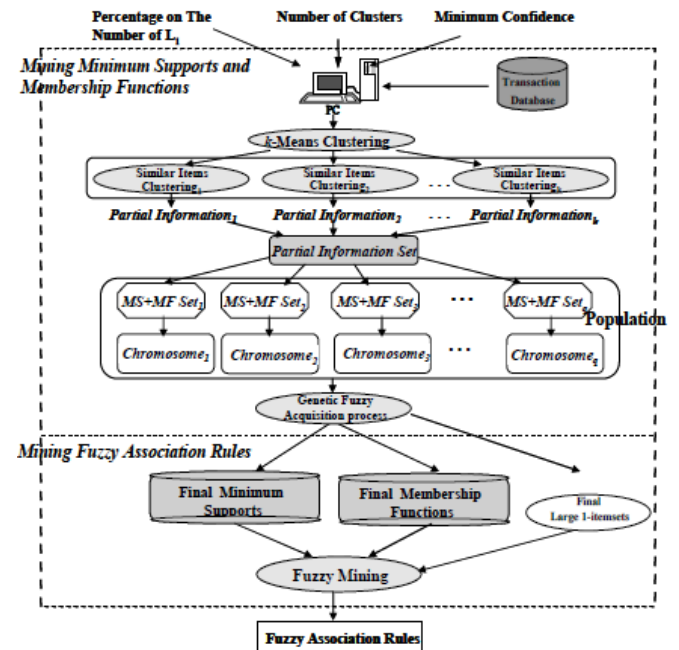 Percentage on The
Number of L1
Number of Clusters
Minimum Confidence
Mining Minimum Supports and
Membership Functions
Transaction
Database
PC
k-Means Clustering
Similar Items
Clustering1
Similar Items
Clustering2
. . .
Similar Items
Clusteringk
Partial Information1
Partial Information2
. . .
Partial Informationk
Partial Information Set
MS+MF Set1
MS+MF Set2
MS+MF Set3
...
MS+MF Setq
Population
Chromosome1
Chromosome2
Chromosome3
...
Chromosomeq
Genetic Fuzzy
Acquisition process
Mining Fuzzy Association Rules
Final Minimum
Supports
Final Membership
Functions
Final
Large 1-itemsets
Fuzzy Mining
Fuzzy Association Rules